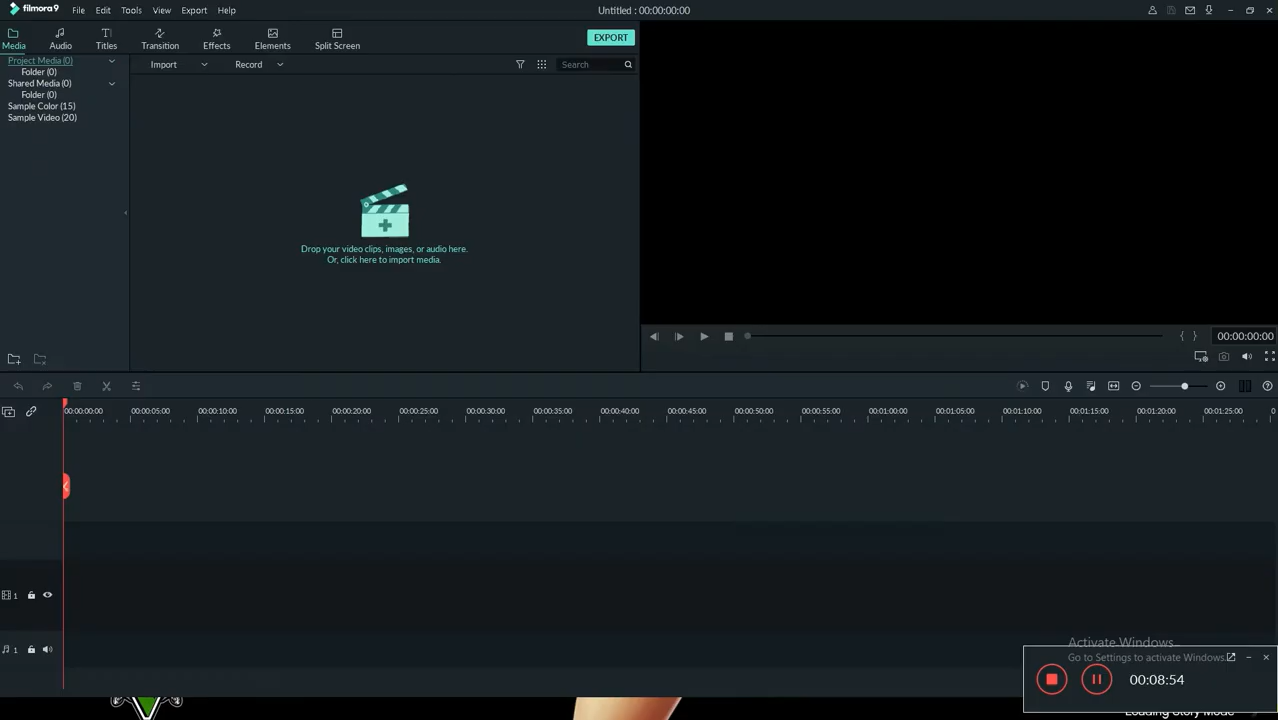 filmora9 File Edit Tools View Export Help Untitled : 00:00:00:00
Media Audio Titles Transition Effects Elements Split Screen EXPORT
Project Media (0)
Folder (0)
Shared Media (0)
Folder (0)
Sample Color (15)
Sample Video (20)
Import Record Search
Drop your video clips, images, or audio here.
Or, click here to import media.
00:00:00:00
00:00:00:00 00:00:05:00 00:00:10:00 00:00:15:00 00:00:20:00 00:00:25:00 00:00:30:00 00:00:35:00 00:00:40:00 00:00:45:00 00:00:50:00 00:00:55:00 00:01:00:00 00:01:05:00 00:01:10:00 00:01:15:00 00:01:20:00 00:01:25:00 0
1
1
Activate Windows
Go to Settings to activate Windows.
00:08:54
Loading Story Mode